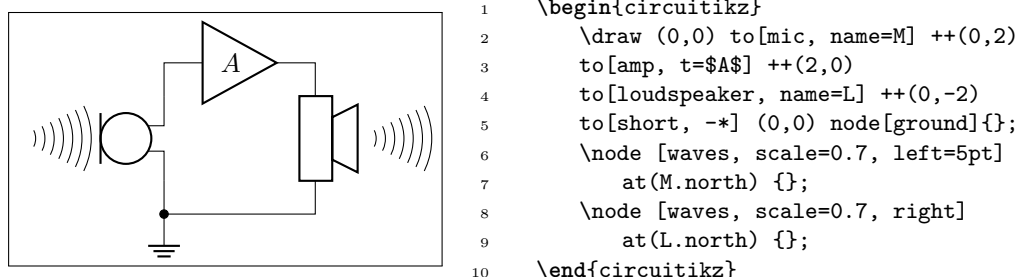 A
1 \begin{circuitikz}
2 \draw (0,0) to[mic, name=M] ++(0,2)
3 to[amp, t=$A$] ++(2,0)
4 to[loudspeaker, name=L] ++(0,-2)
5 to[short, -*] (0,0) node[ground]{};
6 \node [waves, scale=0.7, left=5pt]
7 at(M.north) {};
8 \node [waves, scale=0.7, right]
9 at(L.north) {};
10 \end{circuitikz}